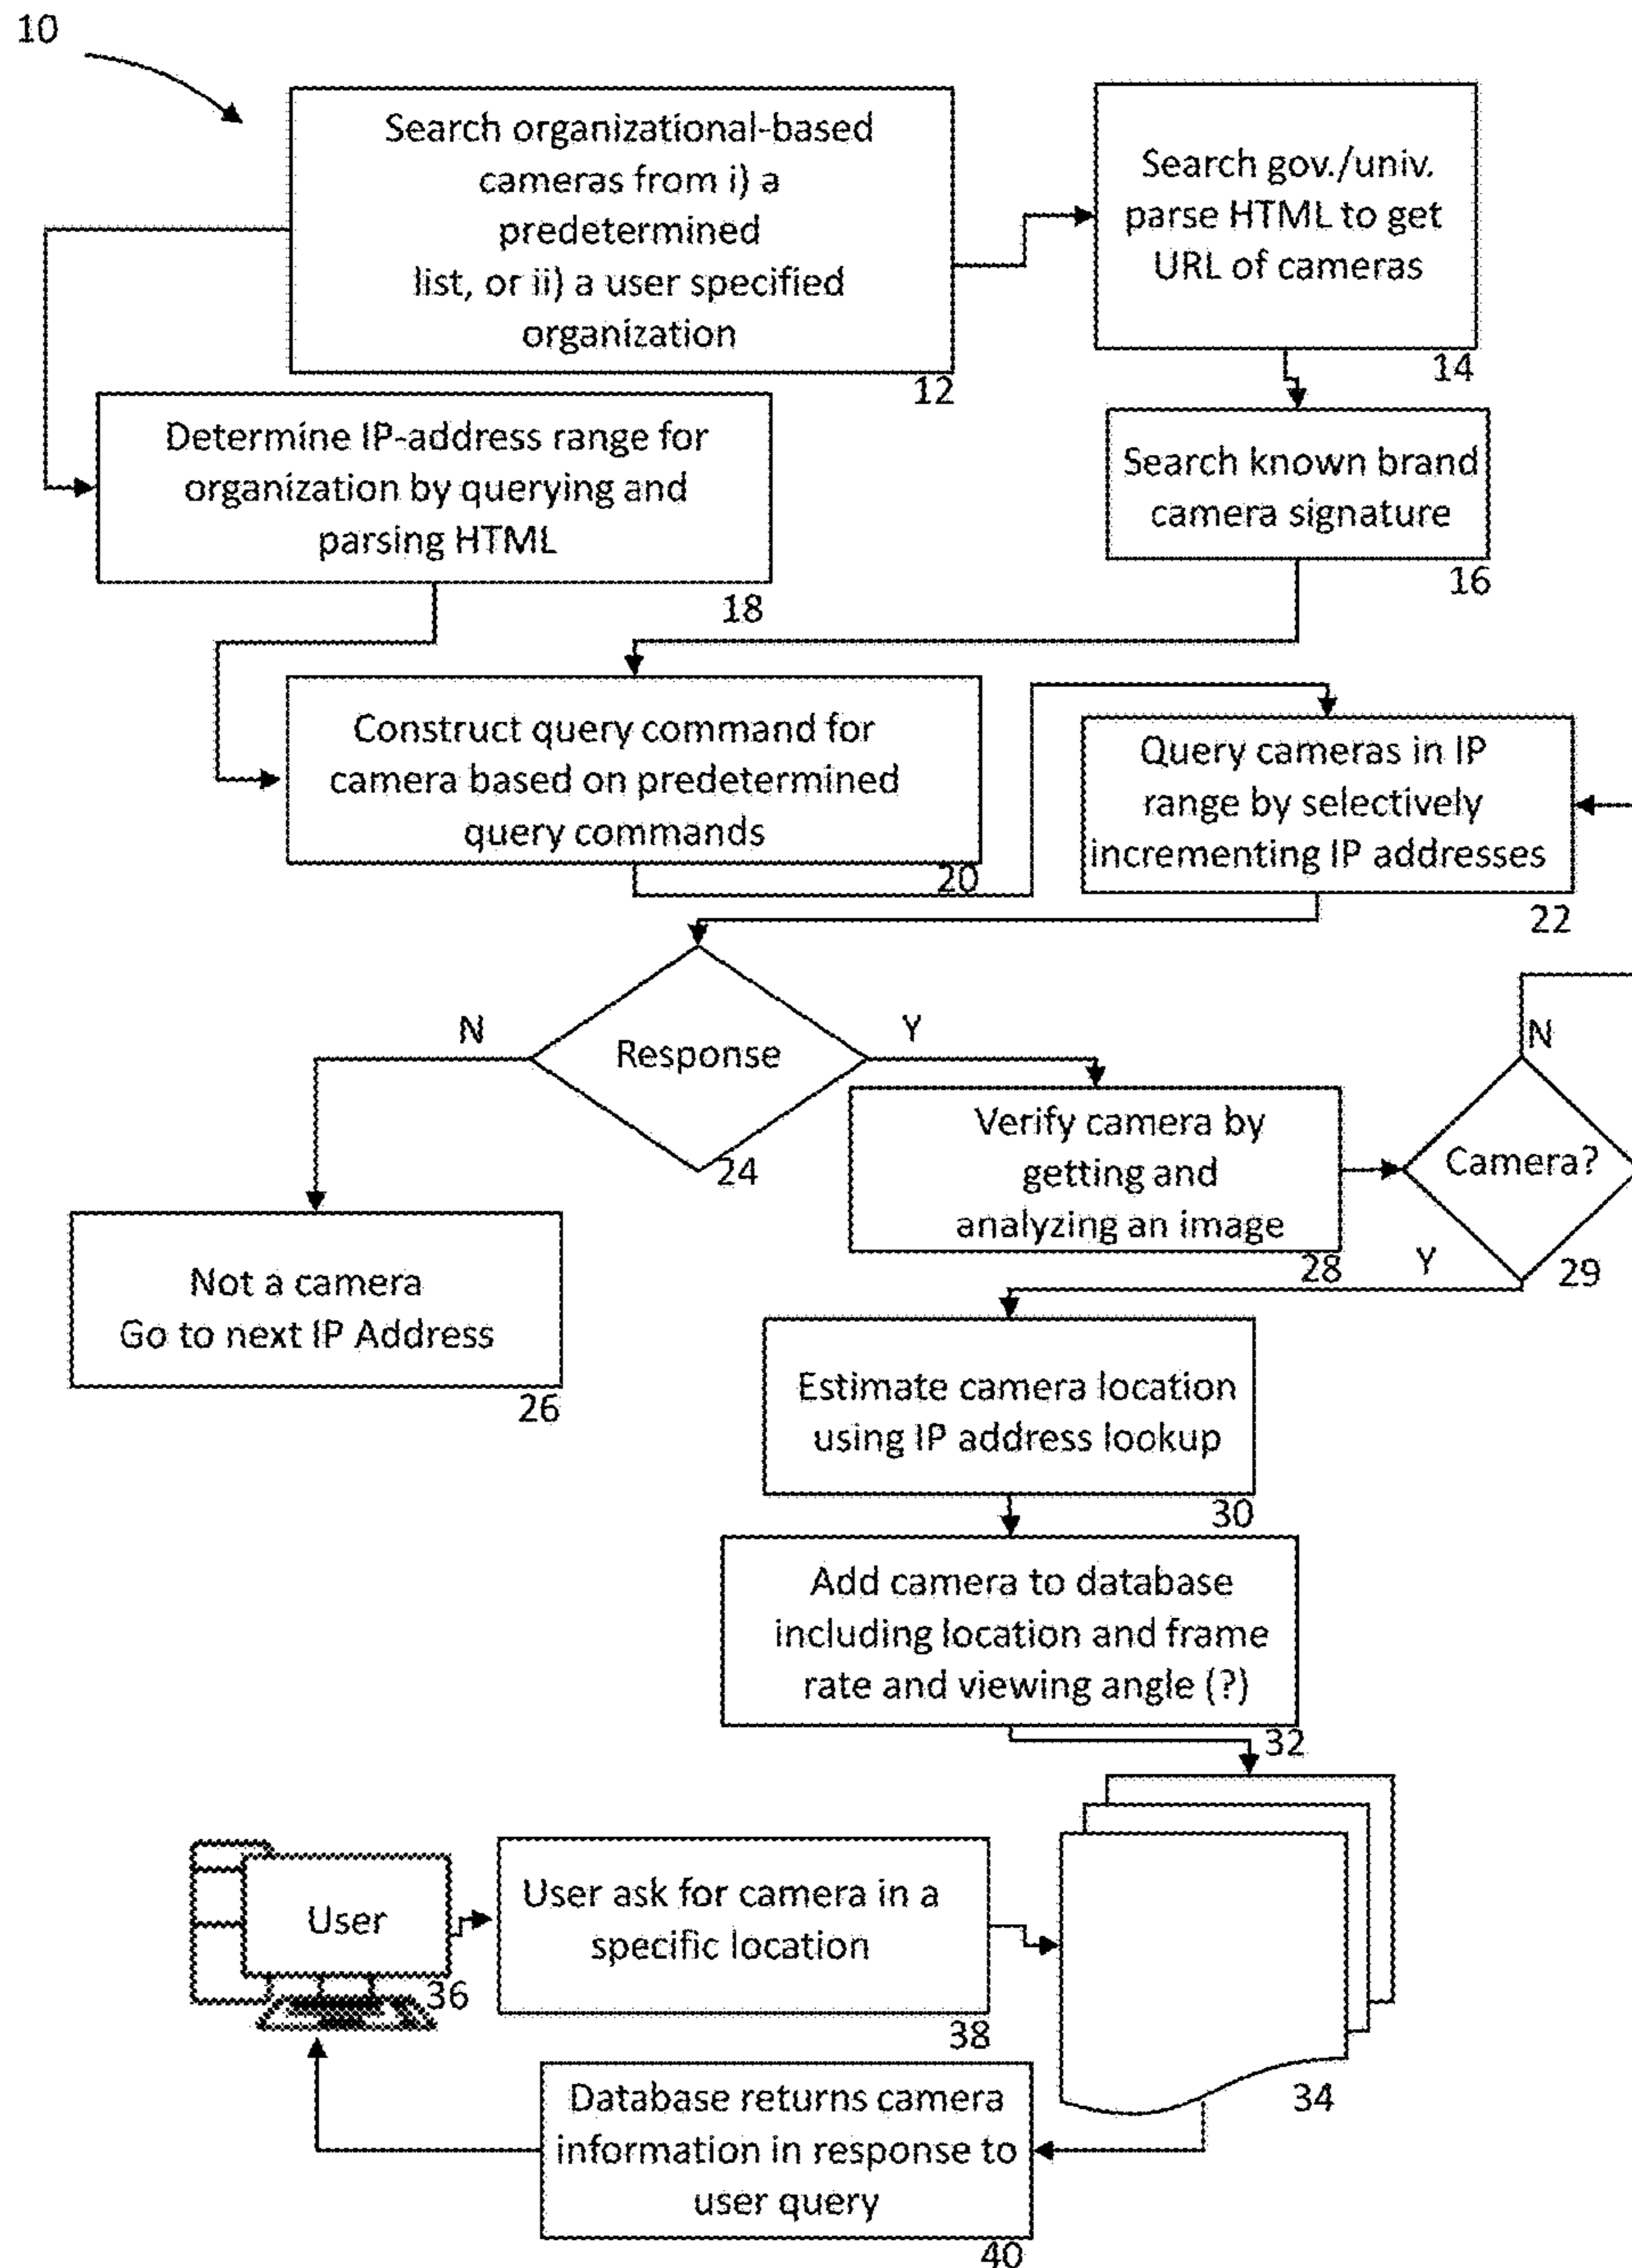 10
Search organizational-based
cameras from i) a
predetermined
list, or ii) a user specified
organization
12
Search gov./univ.
parse HTML to get
URL of cameras
14
Determine IP-address range for
organization by querying and
parsing HTML
18
Search known brand
camera signature
16
Construct query command for
camera based on predetermined
query commands
20
Query cameras in IP
range by selectively
incrementing IP addresses
22
N
Response
Y
24
Not a camera
Go to next IP Address
26
Verify camera by
getting and
analyzing an image
28
N
Camera?
Y
29
Estimate camera location
using IP address lookup
30
Add camera to database
including location and frame
rate and viewing angle (?)
32
User
36
User ask for camera in a
specific location
38
34
Database returns camera
information in response to
user query
40